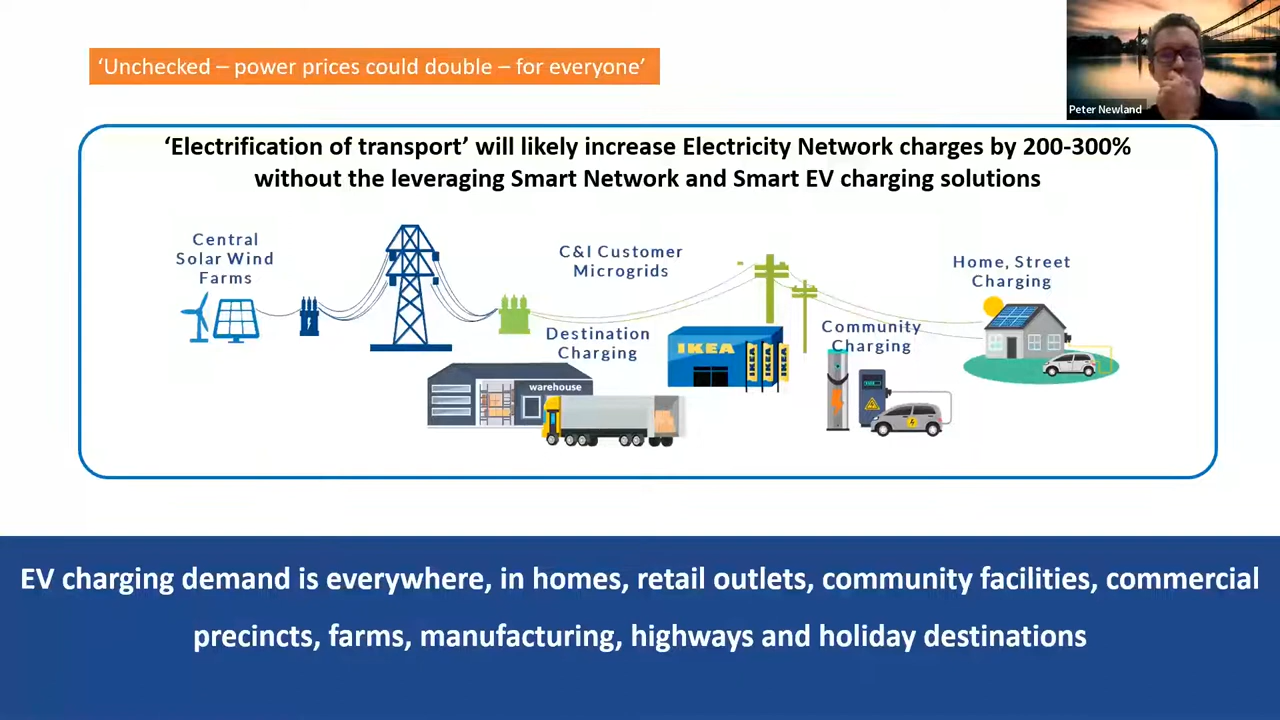 ‘Unchecked – power prices could double – for everyone’
Peter Newland
‘Electrification of transport’ will likely increase Electricity Network charges by 200-300%
without the leveraging Smart Network and Smart EV charging solutions
Central
Solar Wind
Farms
C&I Customer
Microgrids
Home, Street
Charging
Destination
Charging
Community
Charging
IKEA
IKEA
IKEA
IKEA
warehouse
EV charging demand is everywhere, in homes, retail outlets, community facilities, commercial
precincts, farms, manufacturing, highways and holiday destinations